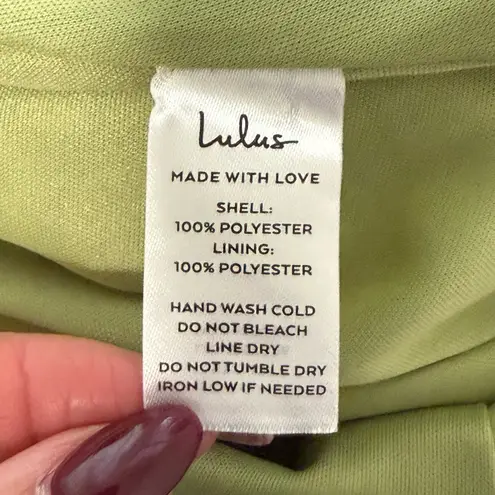 Lulus
MADE WITH LOVE
SHELL:
100% POLYESTER
LINING:
100% POLYESTER
HAND WASH COLD
DO NOT BLEACH
LINE DRY
DO NOT TUMBLE DRY
IRON LOW IF NEEDED